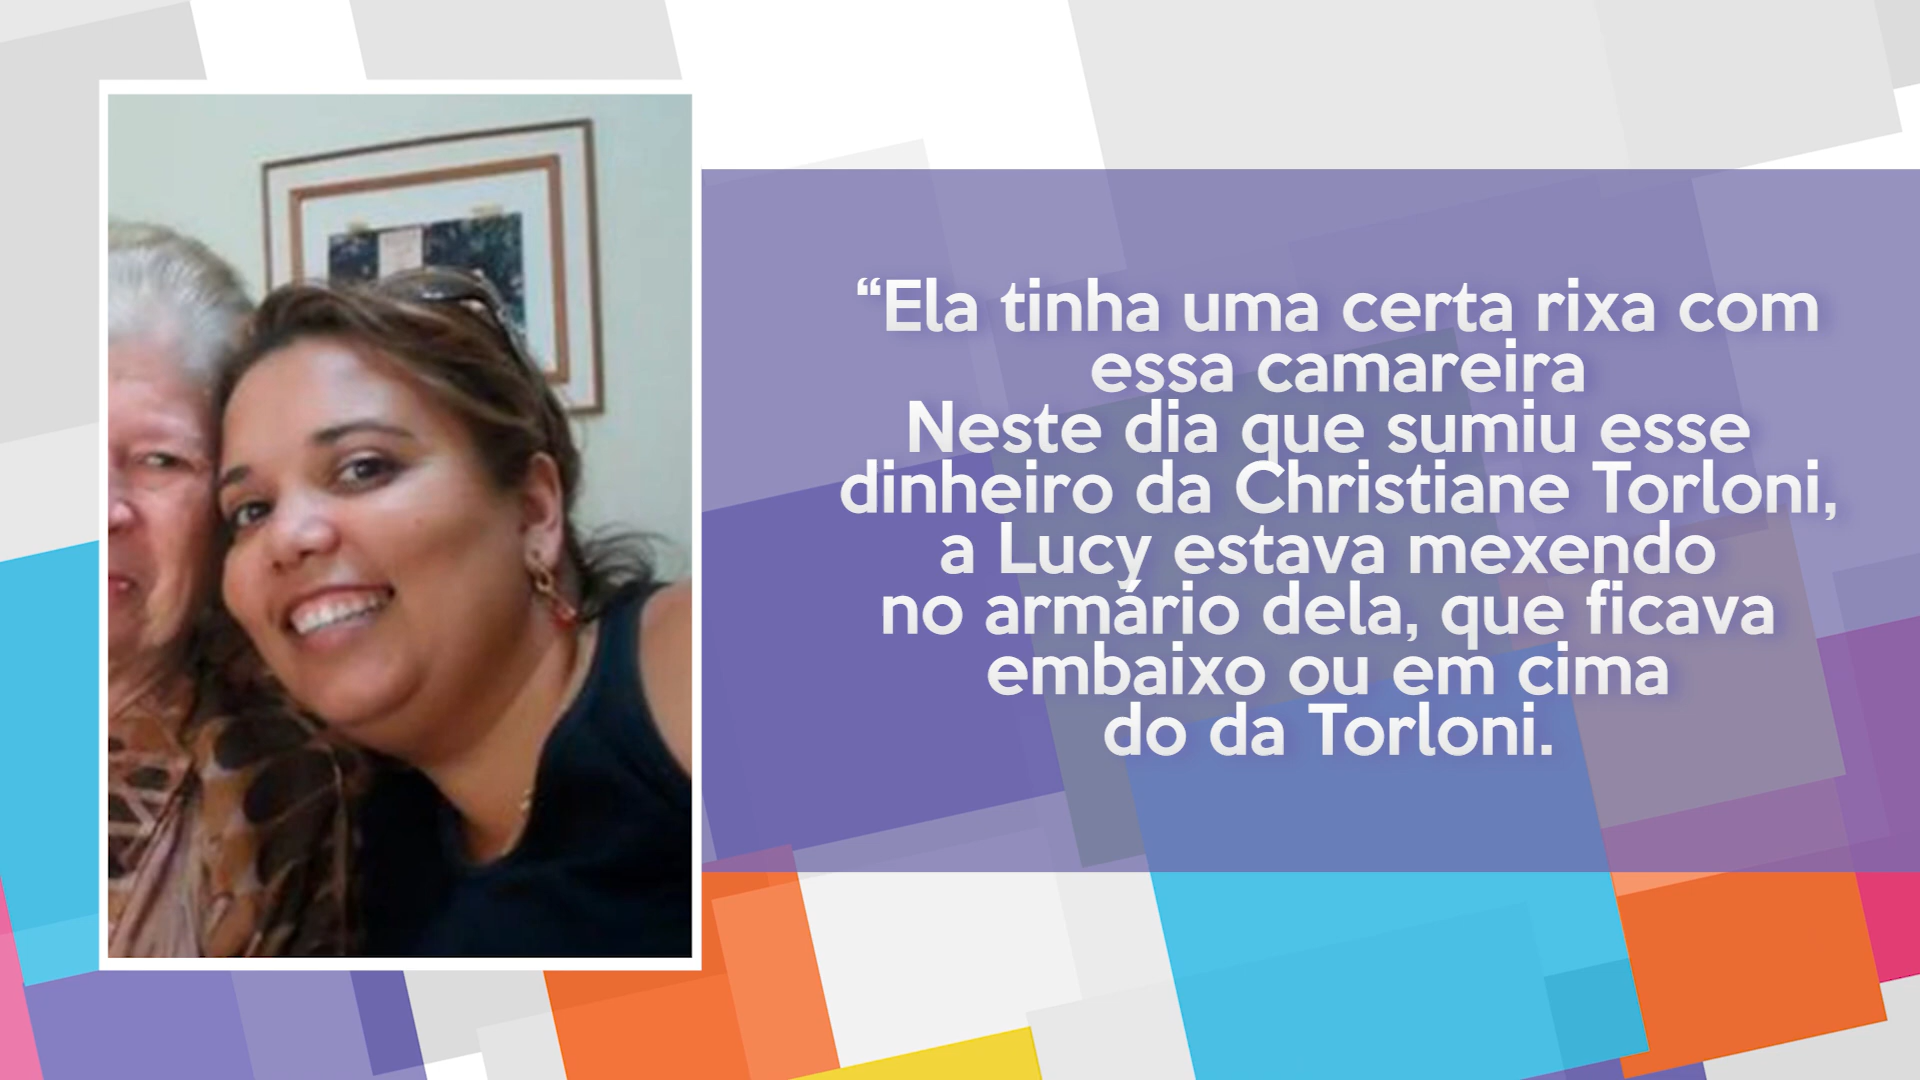 “Ela tinha uma certa rixa com
essa camareira
Neste dia que sumiu esse
dinheiro da Christiane Torloni,
a Lucy estava mexendo
no armário dela, que ficava
embaixo ou em cima
do da Torloni.